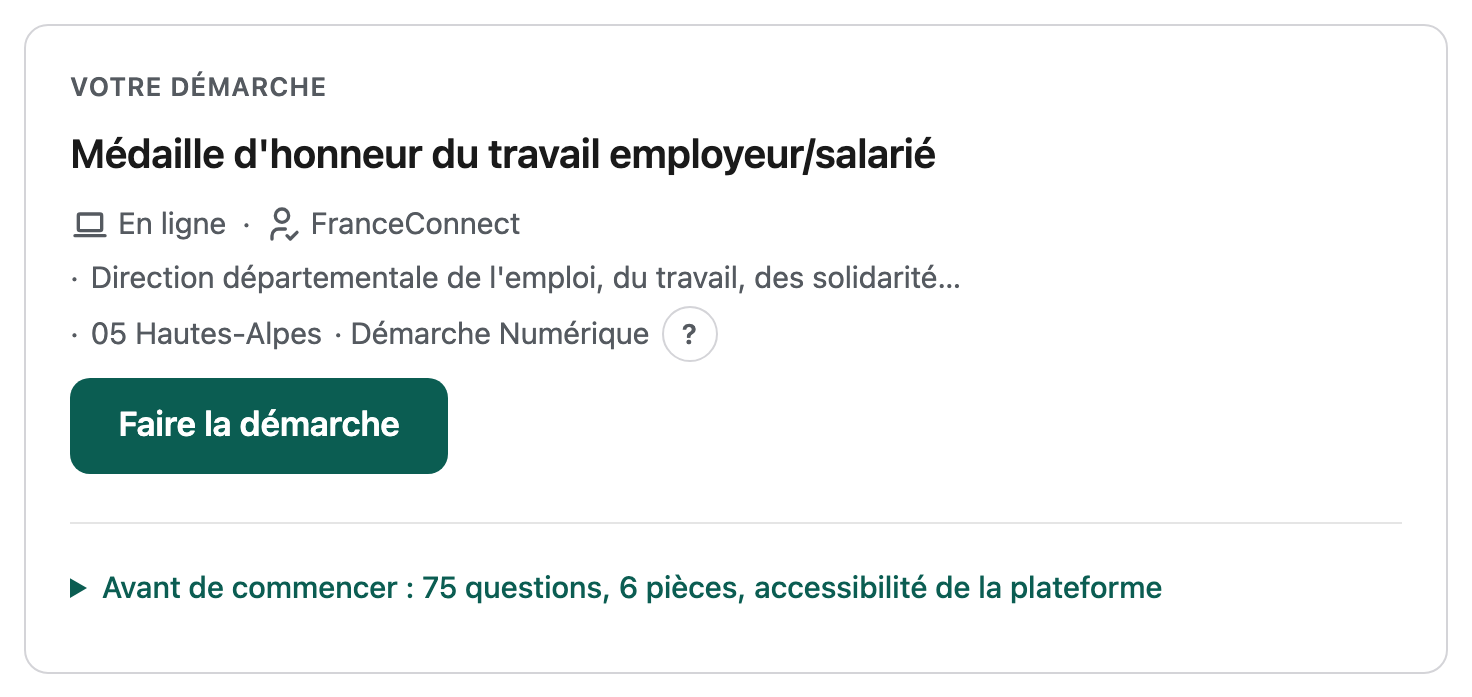 VOTRE DÉMARCHE
Médaille d'honneur du travail employeur/salarié
En ligne · FranceConnect
· Direction départementale de l'emploi, du travail, des solidarité...
· 05 Hautes-Alpes · Démarche Numérique ?
Faire la démarche
Avant de commencer : 75 questions, 6 pièces, accessibilité de la plateforme